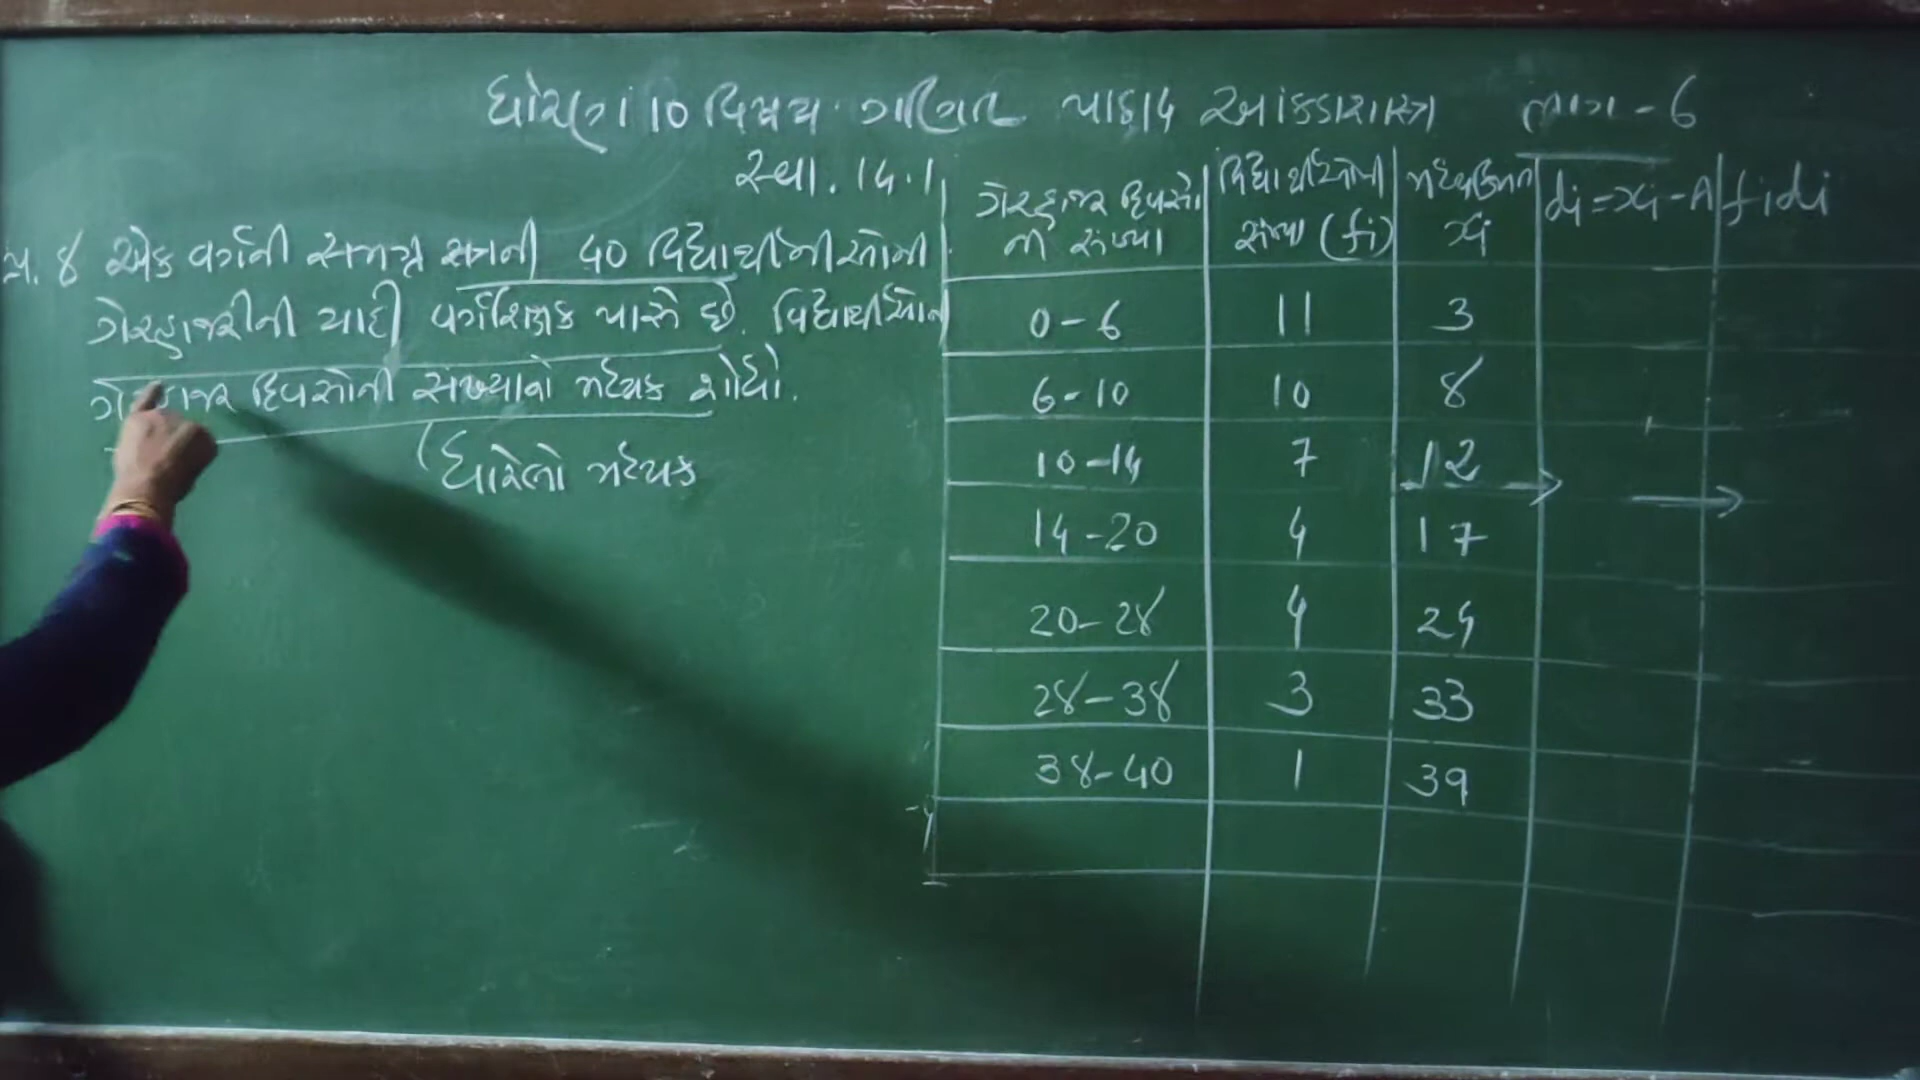 ધોરણ 10 વિષય ગણિત પાઠ 14 આંકડાશાસ્ત્ર ભાગ - 6
સ્વા. 14.1
પ્ર. 8 એક વર્ગની સમગ્ર સત્રની 40 વિદ્યાર્થીનીઓની
ગેરહાજરીની યાદી વર્ગશિક્ષક પાસે છે. વિદ્યાર્થીઓના
ગેરહાજર દિવસોની સંખ્યાનો મધ્યક શોધો.
(ધારેલો મધ્યક
ગેરહાજર દિવસો ની સંખ્યા | વિદ્યાર્થીઓની સંખ્યા (fi) | મધ્યકિંમત xi | di = xi - A | fidi
0-6 11 3
6-10 10 8
10-14 7 12
14-20 4 17
20-28 4 24
28-38 3 33
38-40 1 39